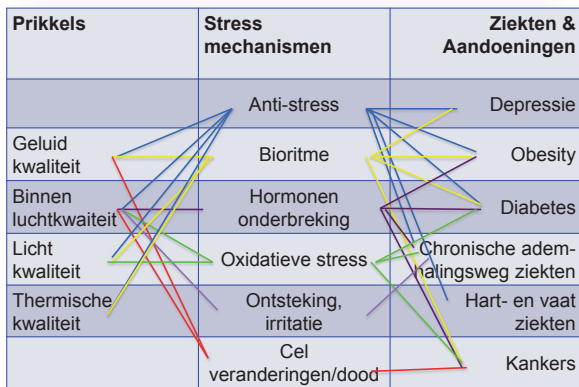 Prikkels
Stress
mechanismen
Ziekten &
Aandoeningen
Anti-stress
Depressie
Geluid
kwaliteit
Bioritme
Obesity
Binnen
luchtkwaiteit
Hormonen
onderbreking
Diabetes
Licht
kwaliteit
Oxidatieve stress
Chronische adem-
halingsweg ziekten
Thermische
kwaliteit
Ontsteking,
irritatie
Hart- en vaat
ziekten
Cel
veranderingen/dood
Kankers